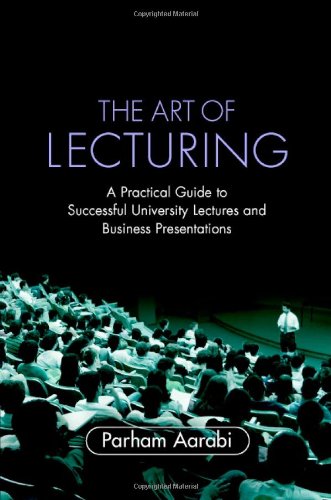 THE ART OF
LECTURING
A Practical Guide to
Successful University Lectures and
Business Presentations
Parham Aarabi